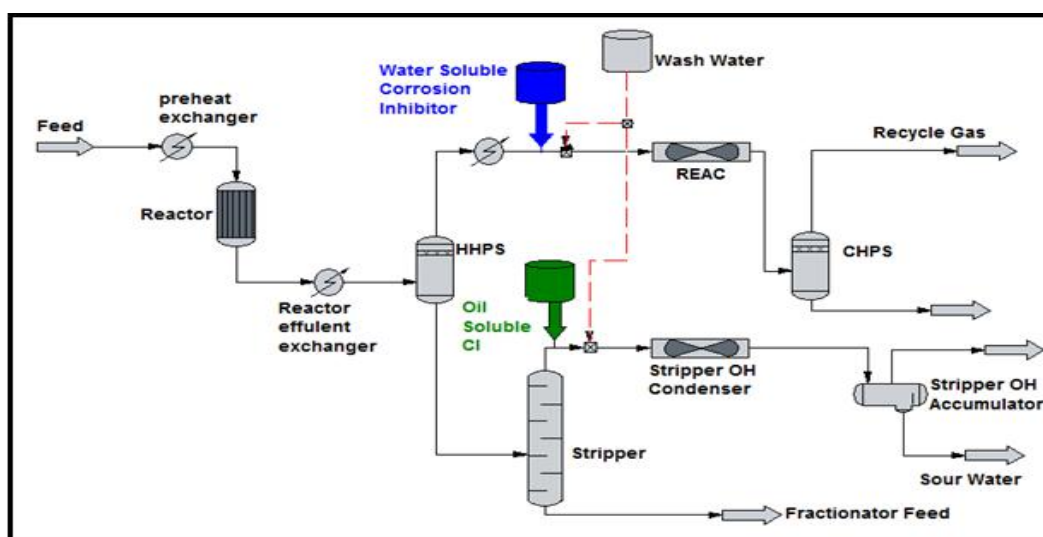 Wash Water
Water Soluble
Corrosion
Inhibitor
preheat
exchanger
Feed
Recycle Gas
REAC
Reactor
HHPS
CHPS
Oil
Soluble
CI
Reactor
effulent
exchanger
Stripper OH
Condenser
Stripper OH
Accumulator
Stripper
Sour Water
Fractionator Feed